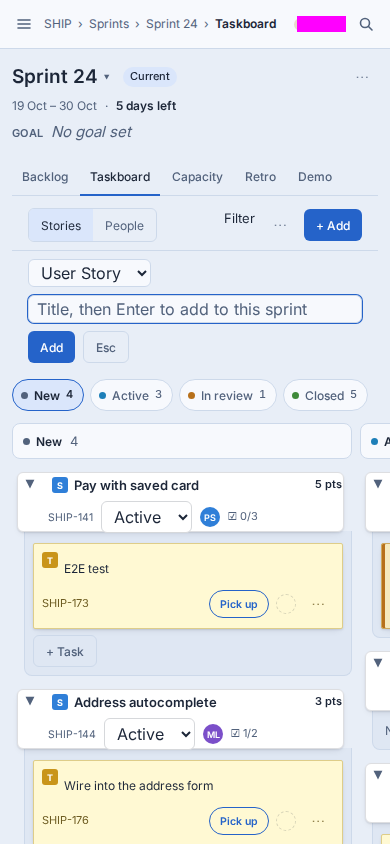 SHIP › Sprints › Sprint 24 › Taskboard
Sprint 24 Current
19 Oct – 30 Oct · 5 days left
GOAL No goal set
Backlog Taskboard Capacity Retro Demo
Stories People Filter + Add
User Story
Title, then Enter to add to this sprint
Add Esc
New 4 Active 3 In review 1 Closed 5
New 4
S Pay with saved card 5 pts
SHIP-141 Active PS 0/3
T E2E test
SHIP-173 Pick up
+ Task
S Address autocomplete 3 pts
SHIP-144 Active ML 1/2
T Wire into the address form
SHIP-176 Pick up